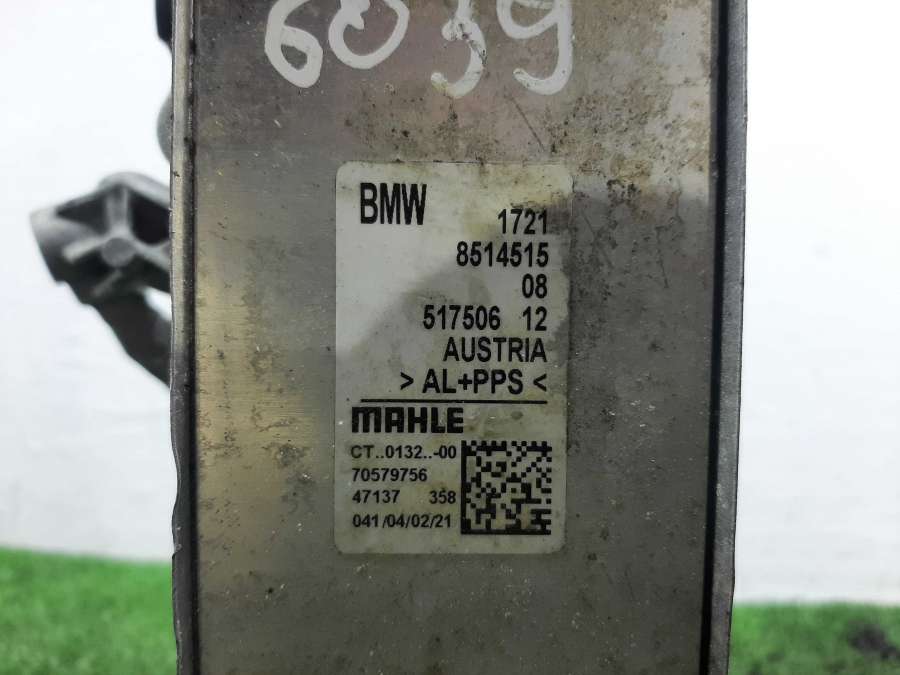 6039
BMW 1721
8514515
08
517506 12
AUSTRIA
> AL+PPS <
MAHLE
CT..0132..-00
70579756
47137 358
041/04/02/21